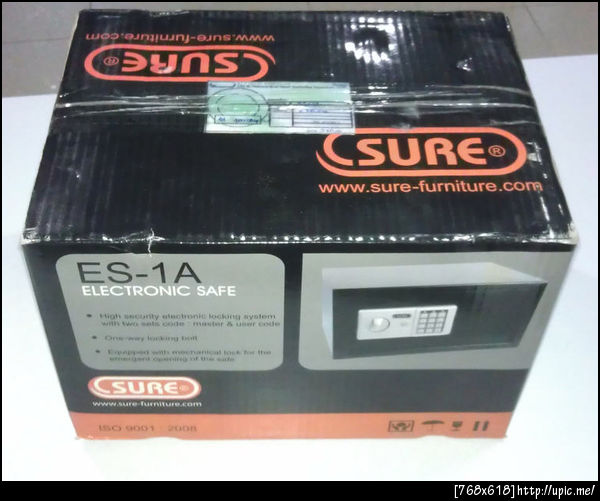 www.sure-furniture.com
SURE®
SURE®
www.sure-furniture.com
ES-1A
ELECTRONIC SAFE
• High security electronic locking system
with two sets code : master & user code
• One-way locking bolt
• Equipped with mechanical lock for the
emergent opening of the safe
SURE®
www.sure-furniture.com
ISO 9001 : 2008
[768x618]http://upic.me/